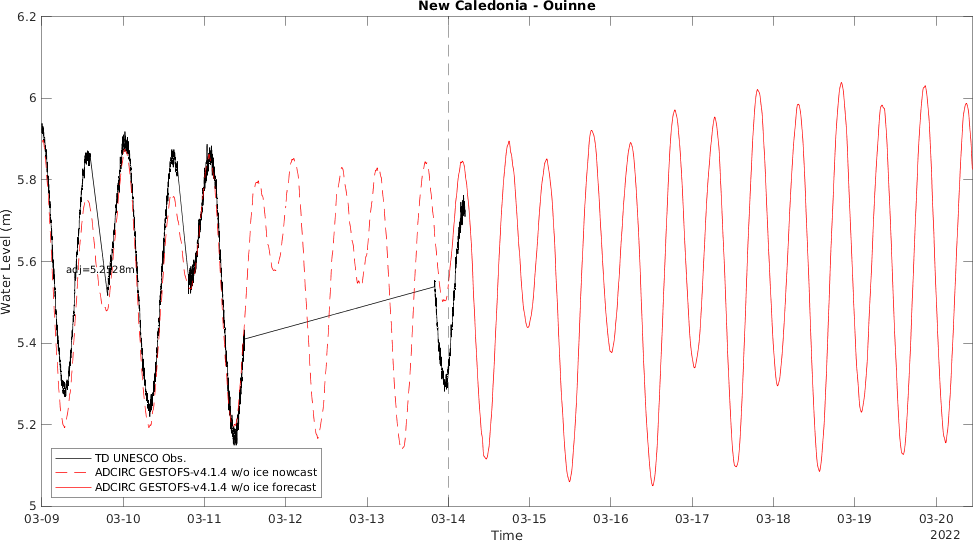 New Caledonia - Ouinne
6.2
6
5.8
5.6
5.4
5.2
5
Water Level (m)
adj=5.2528m
TD UNESCO Obs.
ADCIRC GESTOFS-v4.1.4 w/o ice nowcast
ADCIRC GESTOFS-v4.1.4 w/o ice forecast
03-09 03-10 03-11 03-12 03-13 03-14 03-15 03-16 03-17 03-18 03-19 03-20
Time
2022